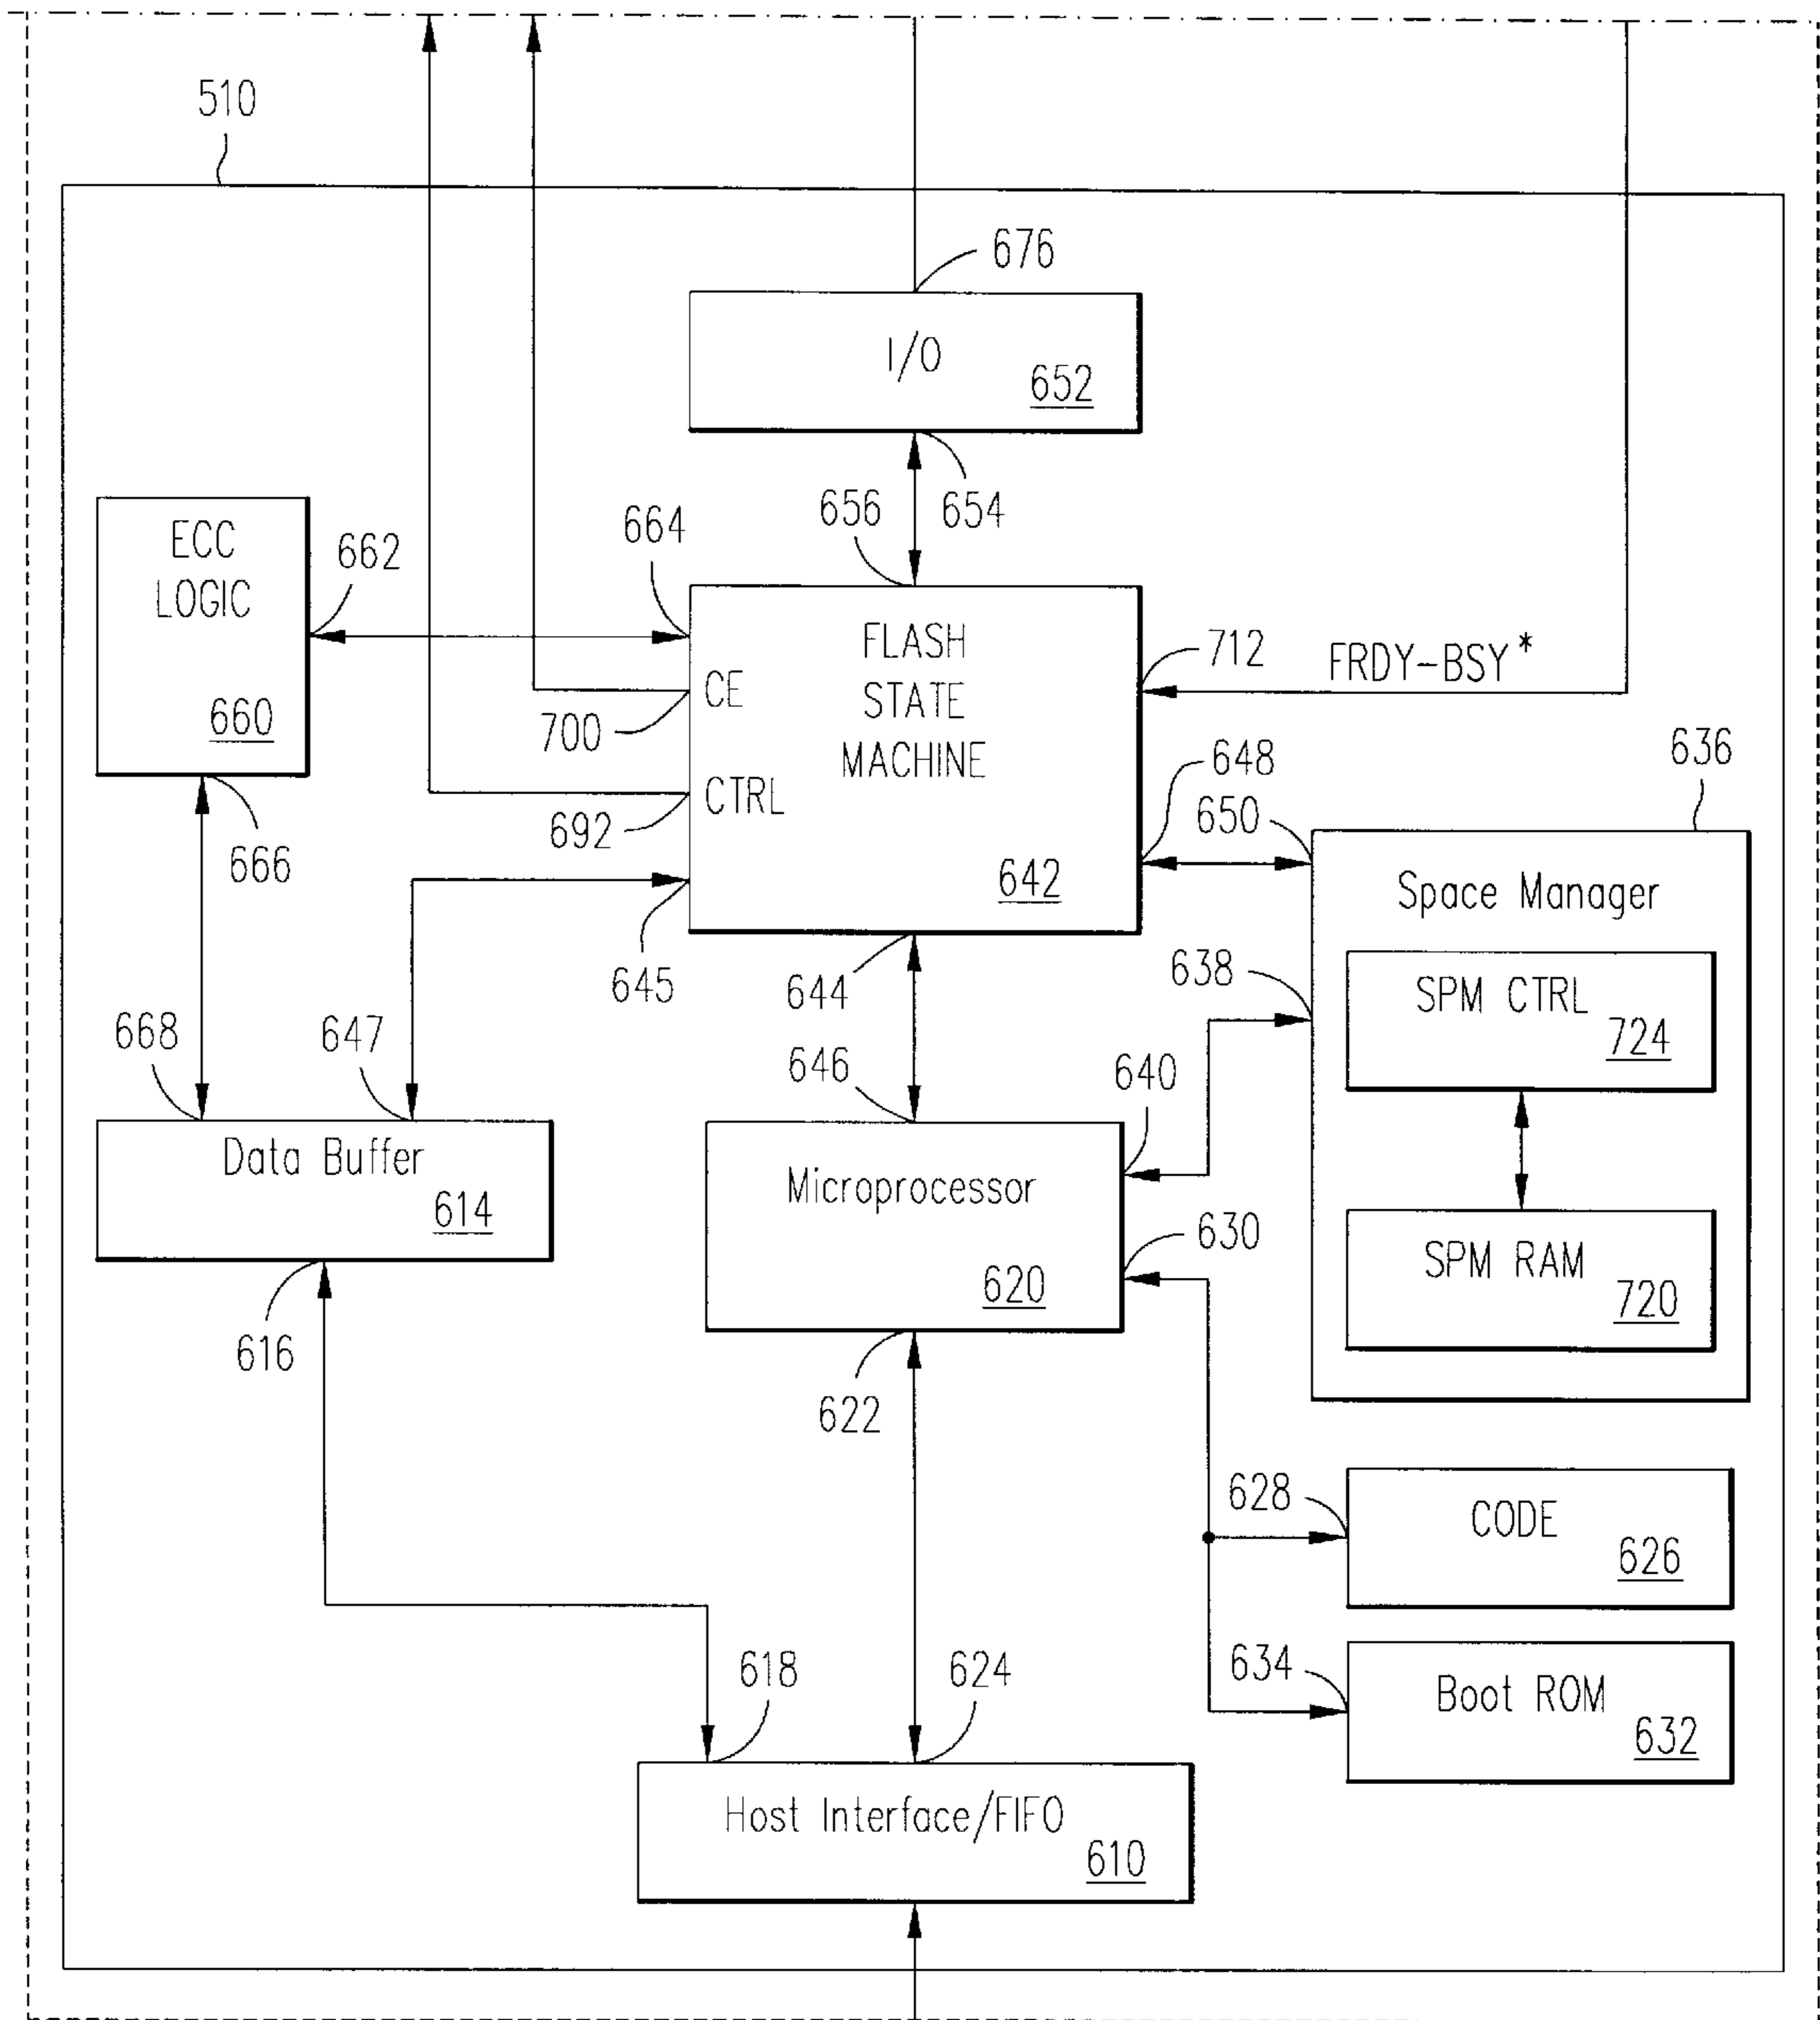 510
676
I/O
652
654
656
664
ECC
LOGIC
662
660
FLASH
STATE
MACHINE
CE
700
CTRL
692
642
712
FRDY-BSY*
648
650
636
666
645
644
Space Manager
638
SPM CTRL
724
668
647
646
640
Data Buffer
614
Microprocessor
620
630
SPM RAM
720
616
622
628
CODE
626
618
624
634
Boot ROM
632
Host Interface/FIFO
610